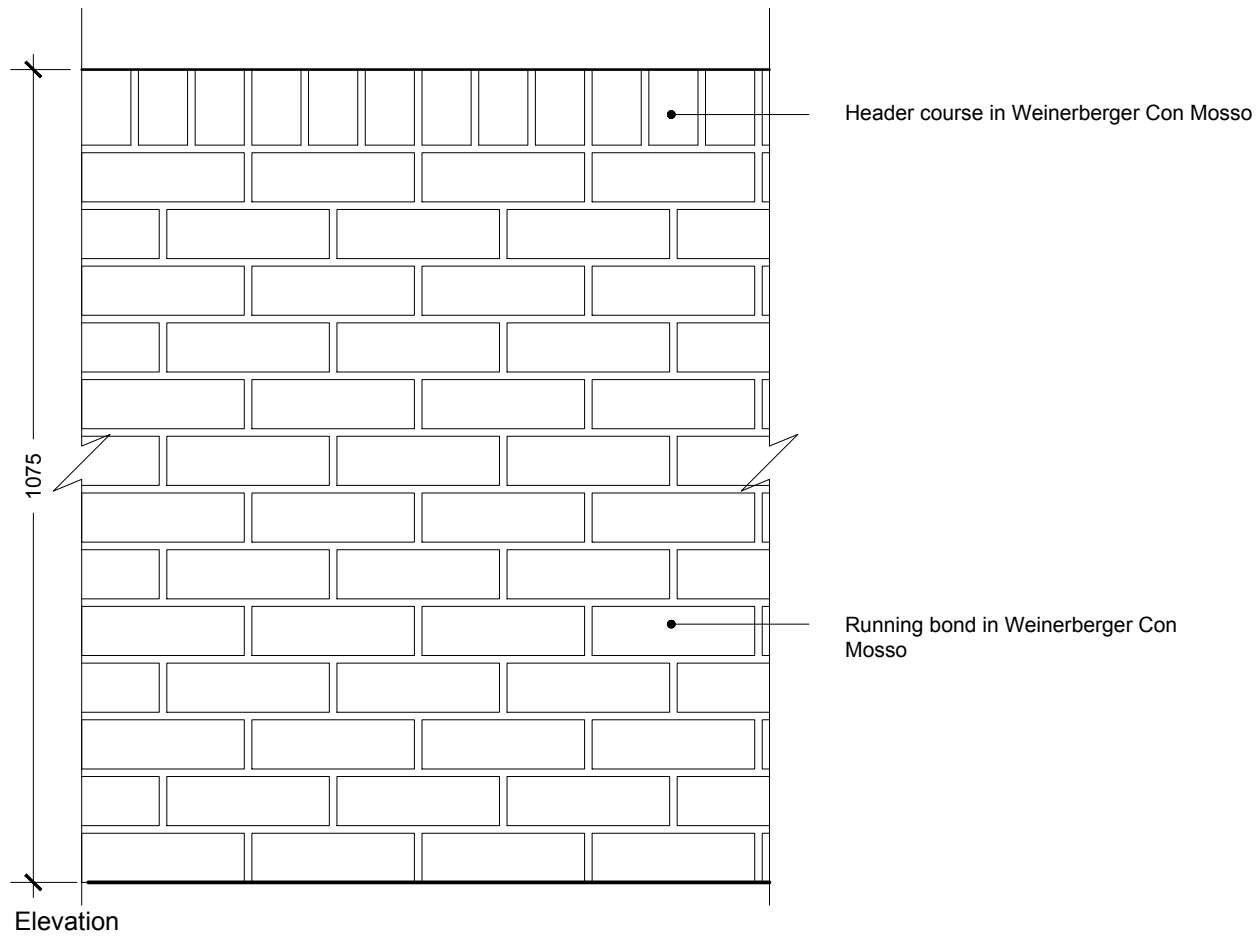 Header course in Weinerberger Con Mosso
1075
Running bond in Weinerberger Con
Mosso
Elevation